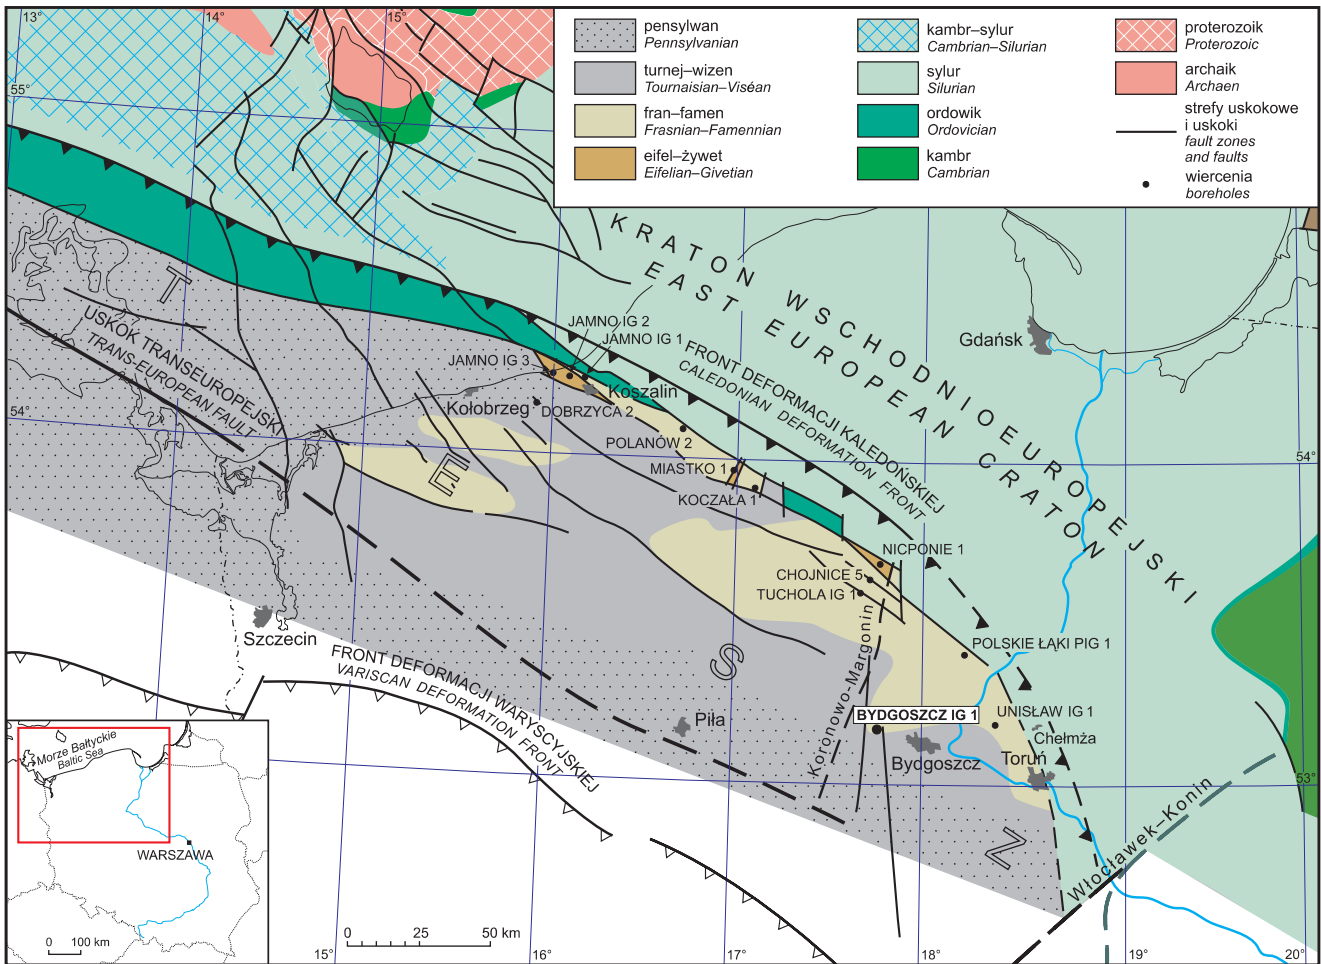 13°
14°
15°
55°
pensylwan
Pennsylvanian
turnej–wizen
Tournaisian–Viséan
fran–famen
Frasnian–Famennian
eifel–żywet
Eifelian–Givetian
kambr–sylur
Cambrian–Silurian
sylur
Silurian
ordowik
Ordovician
kambr
Cambrian
proterozoik
Proterozoic
archaik
Archaen
strefy uskokowe
i uskoki
fault zones
and faults
wiercenia
boreholes
KRATON WSCHODNIOEUROPEJSKI
EAST EUROPEAN CRATON
T
E
S
Z
USKOK TRANSEUROPEJSKI
TRANS-EUROPEAN FAULT
JAMNO IG 2
JAMNO IG 1
JAMNO IG 3
FRONT DEFORMACJI KALEDOŃSKIEJ
CALEDONIAN DEFORMATION FRONT
Gdańsk
Koszalin
Kołobrzeg
DOBRZYCA 2
54°
POLANÓW 2
MIASTKO 1
54°
KOCZAŁA 1
NICPONIE 1
CHOJNICE 5
TUCHOLA IG 1
Szczecin
POLSKIE ŁĄKI PIG 1
FRONT DEFORMACJI WARYSCYJSKIEJ
VARISCAN DEFORMATION FRONT
Koronowo-Margonin
Piła
BYDGOSZCZ IG 1
UNISŁAW IG 1
Chełmża
Bydgoszcz
Toruń
53°
Włocławek–Konin
Morze Bałtyckie
Baltic Sea
WARSZAWA
0 100 km
0 25 50 km
15°
16°
17°
18°
19°
20°